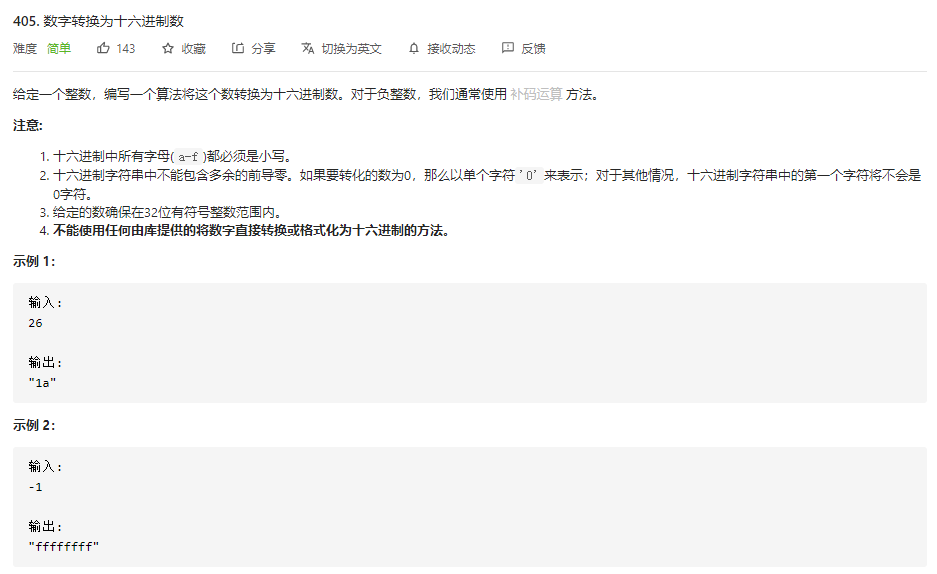 405. 数字转换为十六进制数
难度 简单 143 收藏 分享 切换为英文 接收动态 反馈
给定一个整数，编写一个算法将这个数转换为十六进制数。对于负整数，我们通常使用 补码运算 方法。
注意:
1. 十六进制中所有字母(a-f)都必须是小写。
2. 十六进制字符串中不能包含多余的前导零。如果要转化的数为0，那么以单个字符'0'来表示；对于其他情况，十六进制字符串中的第一个字符将不会是
0字符。
3. 给定的数确保在32位有符号整数范围内。
4. 不能使用任何由库提供的将数字直接转换或格式化为十六进制的方法。
示例 1：
输入:
26
输出:
"1a"
示例 2：
输入:
-1
输出:
"ffffffff"